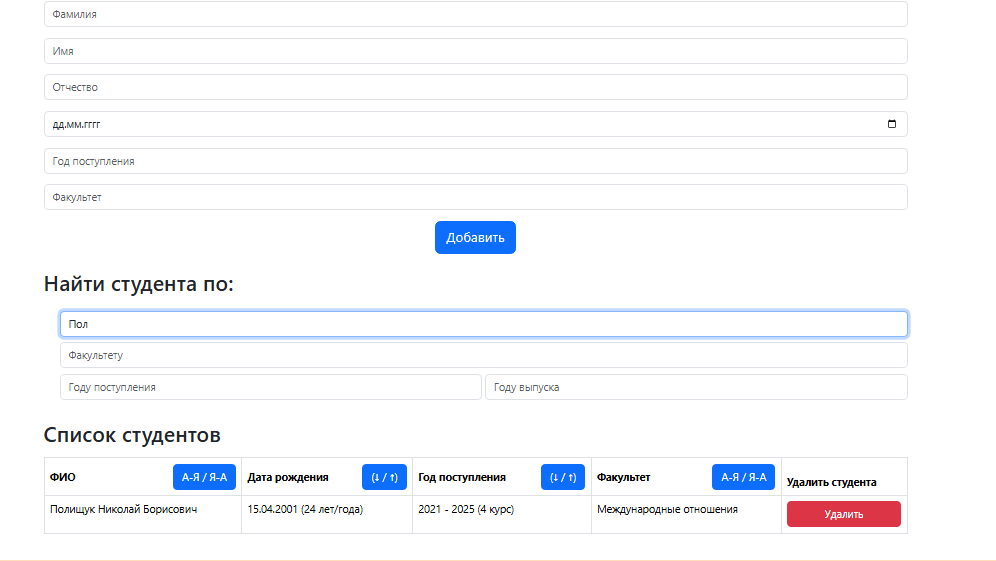 Фамилия
Имя
Отчество
дд.мм.гггг
Год поступления
Факультет
Добавить
Найти студента по:
Пол
Факультету
Году поступления Году выпуска
Список студентов
ФИО А-Я / Я-А Дата рождения (↓ / ↑) Год поступления (↓ / ↑) Факультет А-Я / Я-А Удалить студента
Полищук Николай Борисович 15.04.2001 (24 лет/года) 2021 - 2025 (4 курс) Международные отношения Удалить